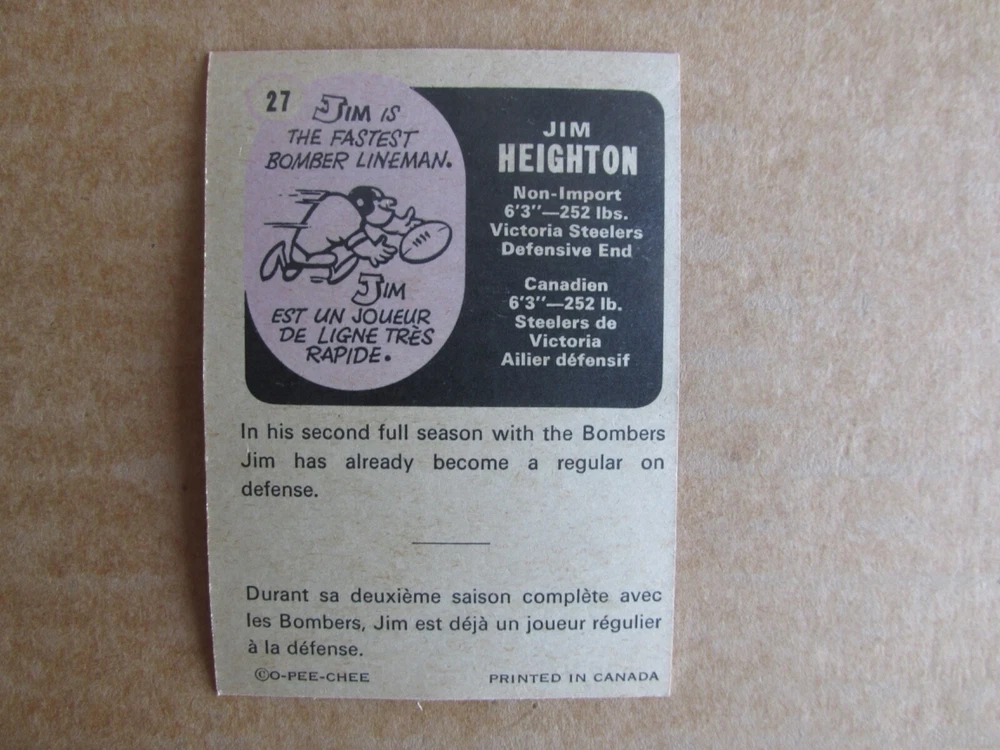 27
JIM IS
THE FASTEST
BOMBER LINEMAN.
JIM
EST UN JOUEUR
DE LIGNE TRÈS
RAPIDE.
JIM
HEIGHTON
Non-Import
6'3"—252 lbs.
Victoria Steelers
Defensive End
Canadien
6'3"—252 lb.
Steelers de
Victoria
Ailier défensif
In his second full season with the Bombers
Jim has already become a regular on
defense.
Durant sa deuxième saison complète avec
les Bombers, Jim est déjà un joueur régulier
à la défense.
©O-PEE-CHEE
PRINTED IN CANADA